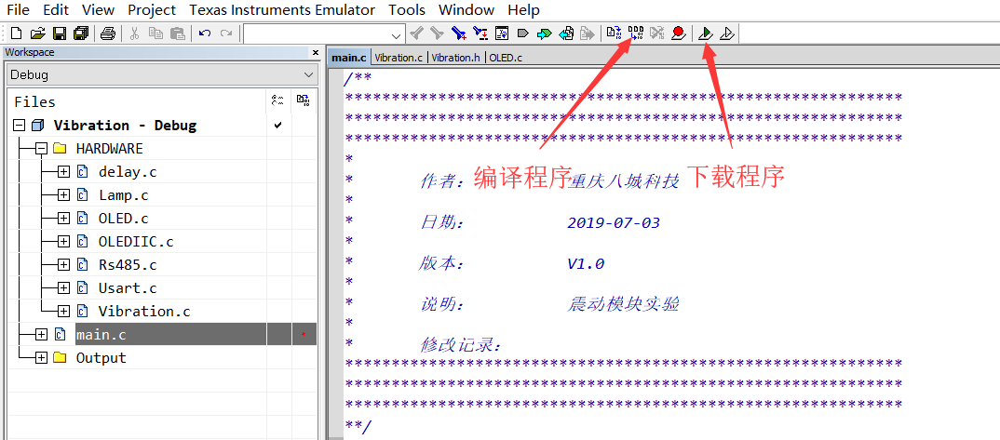 File Edit View Project Texas Instruments Emulator Tools Window Help
Workspace
Debug
Files
Vibration - Debug
HARDWARE
delay.c
Lamp.c
OLED.c
OLEDIIC.c
Rs485.c
Usart.c
Vibration.c
main.c
Output
main.c Vibration.c Vibration.h OLED.c
/**
************************************************************
************************************************************
************************************************************
*
* 作者: 重庆八城科技
*
* 日期: 2019-07-03
*
* 版本: V1.0
*
* 说明: 震动模块实验
*
* 修改记录:
************************************************************
************************************************************
************************************************************
**/
编译程序
下载程序